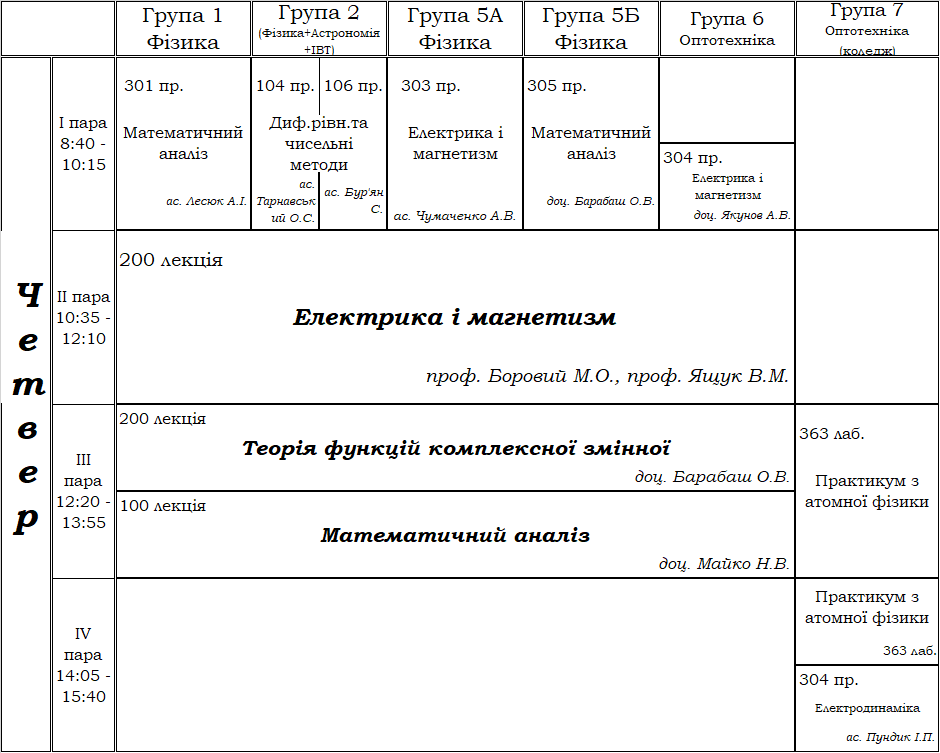 Група 1
Фізика
Група 2
(Фізика+Астрономія
+ІВТ)
Група 5А
Фізика
Група 5Б
Фізика
Група 6
Оптотехніка
Група 7
Оптотехніка
(коледж)
Четвер
І пара
8:40 -
10:15
301 пр.
Математичний
аналіз
ас. Лесюк А.І.
104 пр.
106 пр.
Диф.рівн.та
чисельні
методи
ас.
Тарнавськ
ий О.С.
ас. Бур'ян
С.
303 пр.
Електрика і
магнетизм
ас. Чумаченко А.В.
305 пр.
Математичний
аналіз
доц. Барабаш О.В.
304 пр.
Електрика і
магнетизм
доц. Якунов А.В.
ІІ пара
10:35 -
12:10
200 лекція
Електрика і магнетизм
проф. Боровий М.О., проф. Ящук В.М.
ІІІ
пара
12:20 -
13:55
200 лекція
Теорія функцій комплексної змінної
доц. Барабаш О.В.
100 лекція
Математичний аналіз
доц. Майко Н.В.
363 лаб.
Практикум з
атомної фізики
IV
пара
14:05 -
15:40
Практикум з
атомної фізики
363 лаб.
304 пр.
Електродинаміка
ас. Пундик І.П.